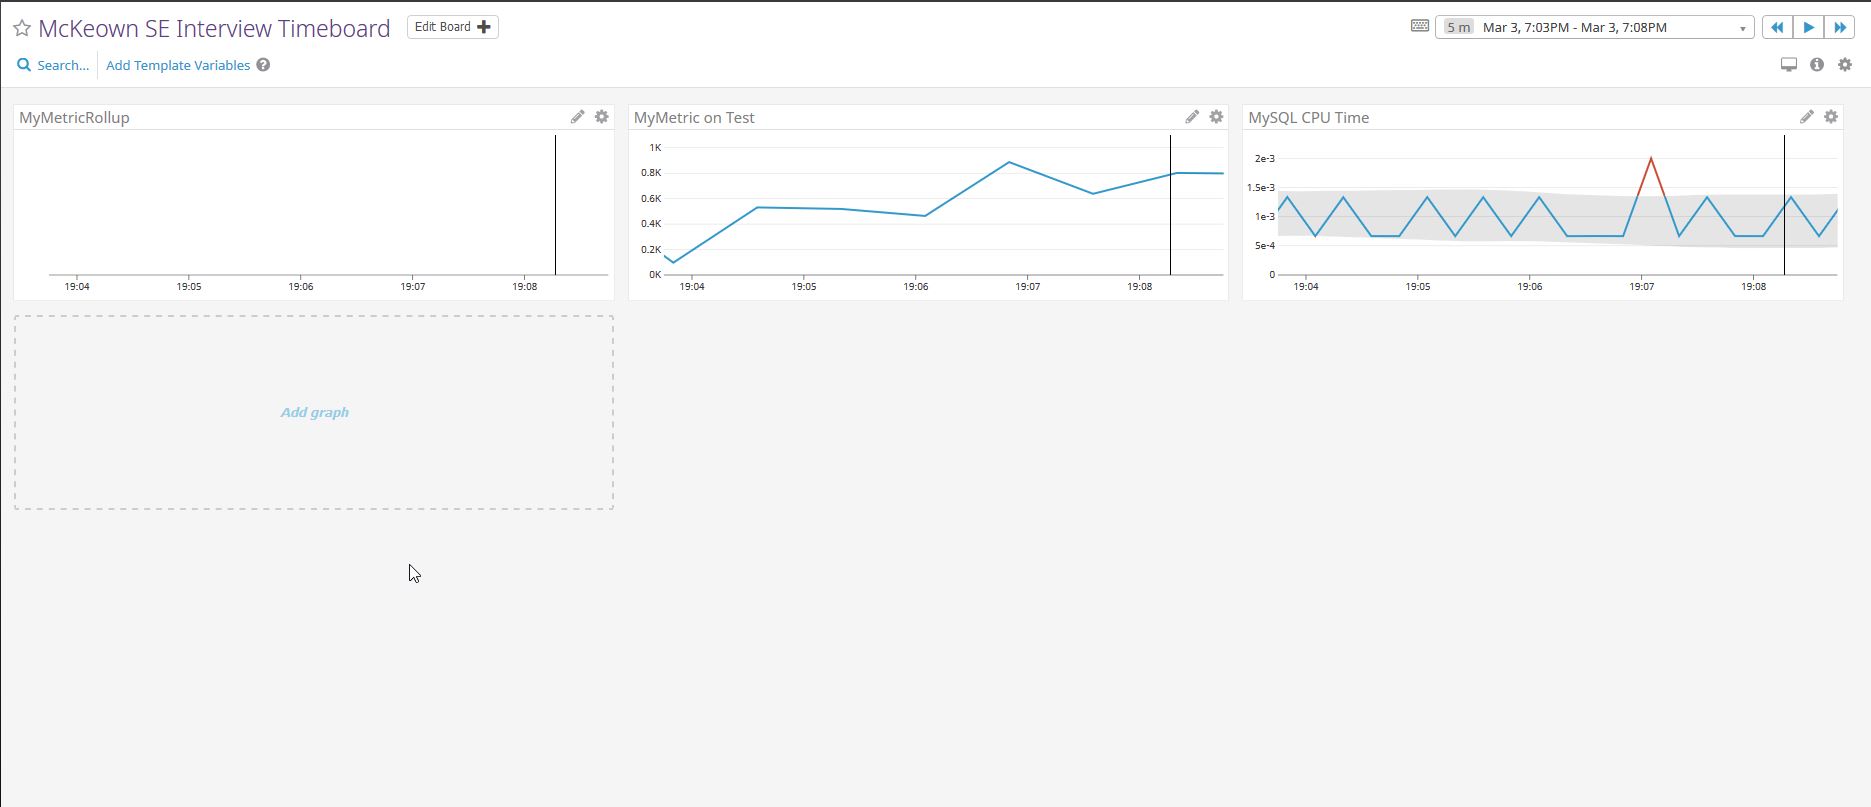 McKeown SE Interview Timeboard
Edit Board
5 m Mar 3, 7:03PM - Mar 3, 7:08PM
Search...
Add Template Variables
MyMetricRollup
19:04 19:05 19:06 19:07 19:08
MyMetric on Test
1K
0.8K
0.6K
0.4K
0.2K
0K
19:04 19:05 19:06 19:07 19:08
MySQL CPU Time
2e-3
1.5e-3
1e-3
5e-4
0
19:04 19:05 19:06 19:07 19:08
Add graph